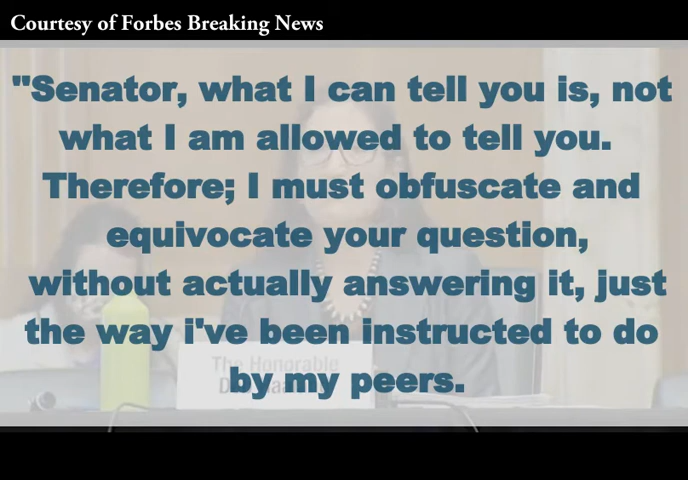 Courtesy of Forbes Breaking News
"Senator, what I can tell you is, not
what I am allowed to tell you.
Therefore; I must obfuscate and
equivocate your question,
without actually answering it, just
the way i've been instructed to do
by my peers.
The Honorable